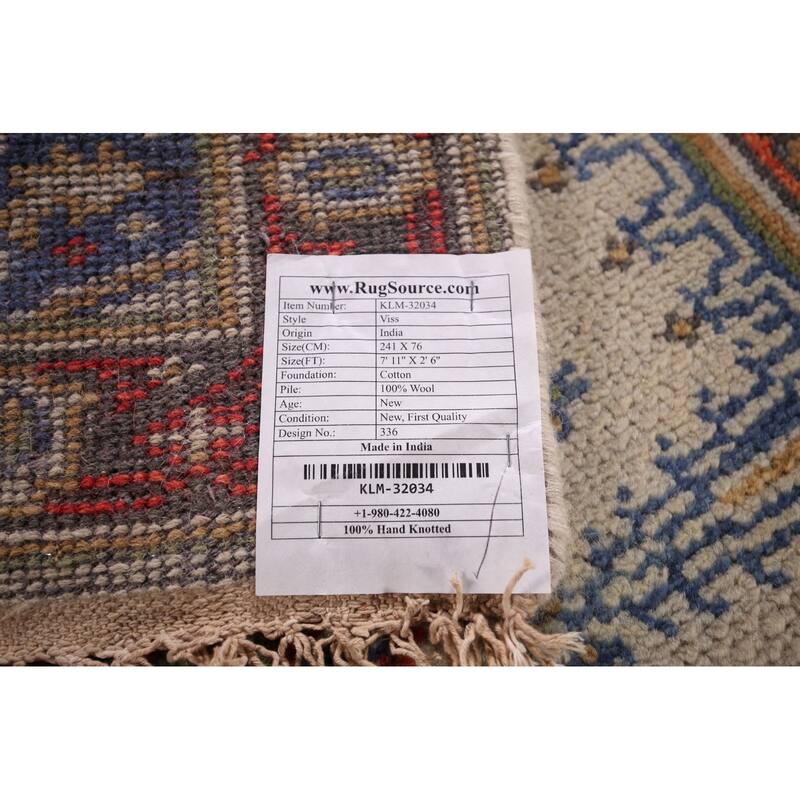 www.RugSource.com
Item Number: KLM-32034
Style Viss
Origin India
Size(CM): 241 X 76
Size(FT): 7' 11" X 2' 6"
Foundation: Cotton
Pile: 100% Wool
Age: New
Condition: New, First Quality
Design No.: 336
Made in India
KLM-32034
+1-980-422-4080
100% Hand Knotted